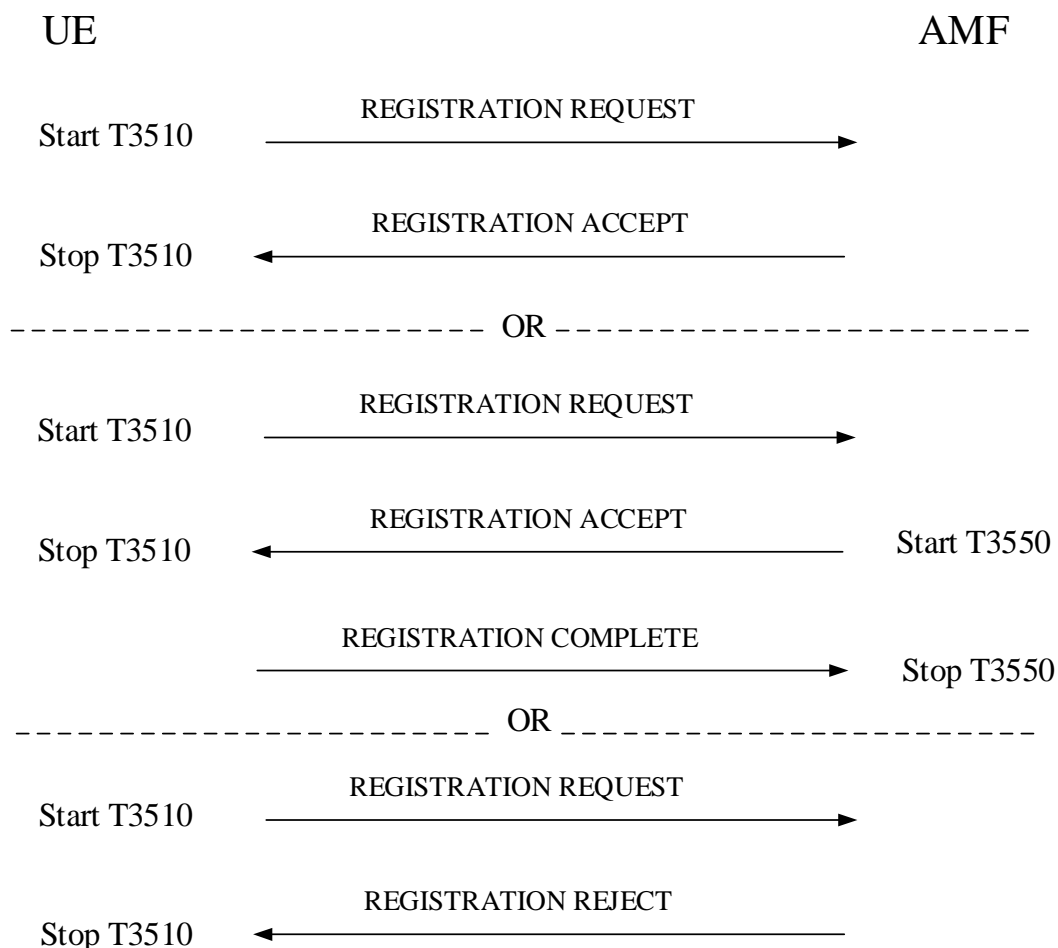 UE AMF
REGISTRATION REQUEST
Start T3510
REGISTRATION ACCEPT
Stop T3510
OR
REGISTRATION REQUEST
Start T3510
REGISTRATION ACCEPT
Stop T3510 Start T3550
REGISTRATION COMPLETE
Stop T3550
OR
REGISTRATION REQUEST
Start T3510
REGISTRATION REJECT
Stop T3510